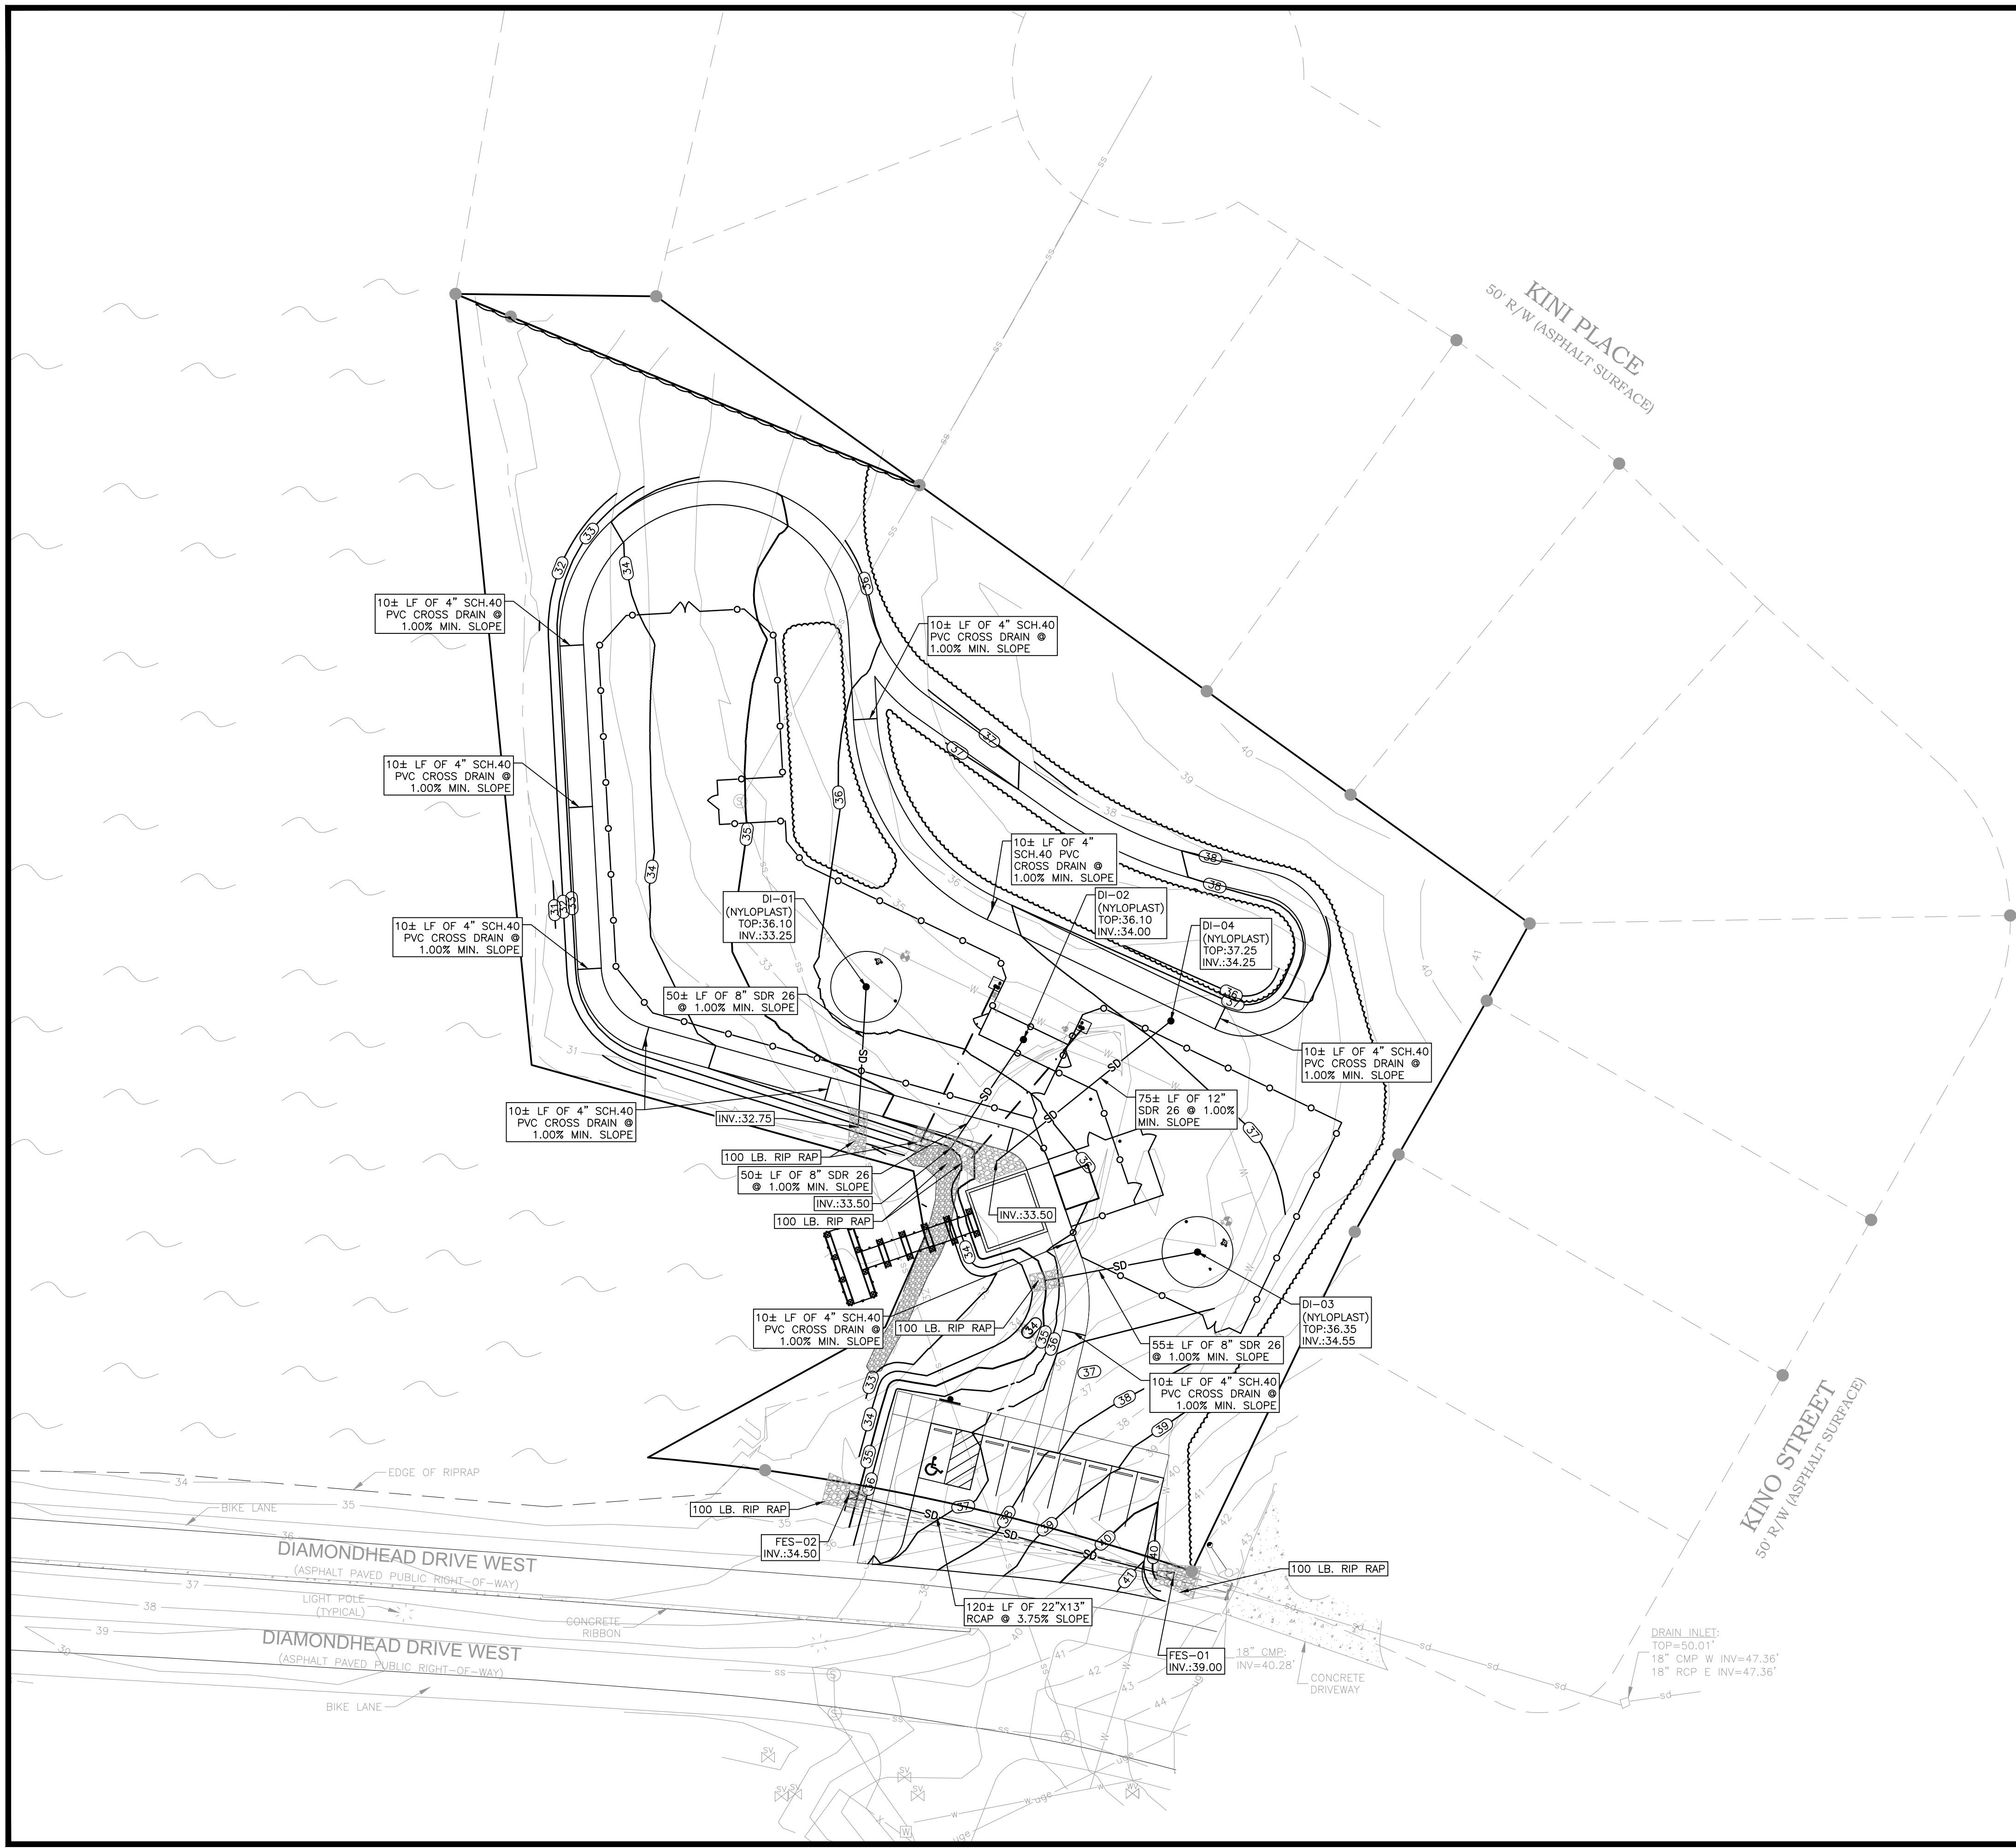 KINI PLACE
50' R/W (ASPHALT SURFACE)
10± LF OF 4" SCH.40
PVC CROSS DRAIN @
1.00% MIN. SLOPE
10± LF OF 4" SCH.40
PVC CROSS DRAIN @
1.00% MIN. SLOPE
10± LF OF 4" SCH.40
PVC CROSS DRAIN @
1.00% MIN. SLOPE
10± LF OF 4"
SCH.40 PVC
CROSS DRAIN @
1.00% MIN. SLOPE
DI-01
(NYLOPLAST)
TOP:36.10
INV.:33.25
DI-02
(NYLOPLAST)
TOP:36.10
INV.:34.00
DI-04
(NYLOPLAST)
TOP:37.25
INV.:34.25
10± LF OF 4" SCH.40
PVC CROSS DRAIN @
1.00% MIN. SLOPE
50± LF OF 8" SDR 26
@ 1.00% MIN. SLOPE
10± LF OF 4" SCH.40
PVC CROSS DRAIN @
1.00% MIN. SLOPE
75± LF OF 12"
SDR 26 @ 1.00%
MIN. SLOPE
10± LF OF 4" SCH.40
PVC CROSS DRAIN @
1.00% MIN. SLOPE
INV.:32.75
100 LB. RIP RAP
50± LF OF 8" SDR 26
@ 1.00% MIN. SLOPE
INV.:33.50
100 LB. RIP RAP
INV.:33.50
10± LF OF 4" SCH.40
PVC CROSS DRAIN @
1.00% MIN. SLOPE
100 LB. RIP RAP
DI-03
(NYLOPLAST)
TOP:36.35
INV.:34.55
55± LF OF 8" SDR 26
@ 1.00% MIN. SLOPE
10± LF OF 4" SCH.40
PVC CROSS DRAIN @
1.00% MIN. SLOPE
KINO STREET
50' R/W (ASPHALT SURFACE)
EDGE OF RIPRAP
BIKE LANE
100 LB. RIP RAP
FES-02
INV.:34.50
DIAMONDHEAD DRIVE WEST
(ASPHALT PAVED PUBLIC RIGHT-OF-WAY)
LIGHT POLE
(TYPICAL)
CONCRETE
RIBBON
100 LB. RIP RAP
120± LF OF 22"X13"
RCAP @ 3.75% SLOPE
DIAMONDHEAD DRIVE WEST
(ASPHALT PAVED PUBLIC RIGHT-OF-WAY)
BIKE LANE
FES-01
INV.:39.00
18" CMP:
INV=40.28'
CONCRETE
DRIVEWAY
DRAIN INLET:
TOP=50.01'
18" CMP W INV=47.36'
18" RCP E INV=47.36'